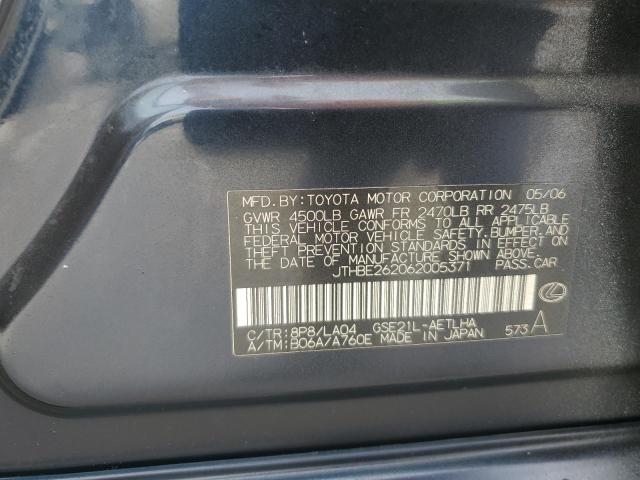 MFD. BY: TOYOTA MOTOR CORPORATION 05/06
GVWR 4500LB GAWR FR 2470LB RR 2475LB
THIS VEHICLE CONFORMS TO ALL APPLICABLE
FEDERAL MOTOR VEHICLE SAFETY, BUMPER, AND
THEFT PREVENTION STANDARDS IN EFFECT ON
THE DATE OF MANUFACTURE SHOWN ABOVE.
JTHBE262062005371 PASS.CAR
C/TR: 8P8/LA04 GSE21L-AETLHA
A/TM: B06A/A760E MADE IN JAPAN 573 A